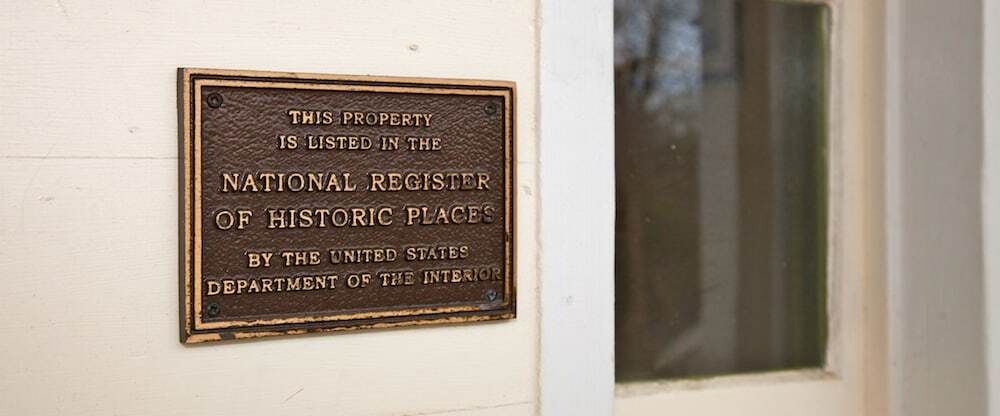 THIS PROPERTY
IS LISTED IN THE
NATIONAL REGISTER
OF HISTORIC PLACES
BY THE UNITED STATES
DEPARTMENT OF THE INTERIOR